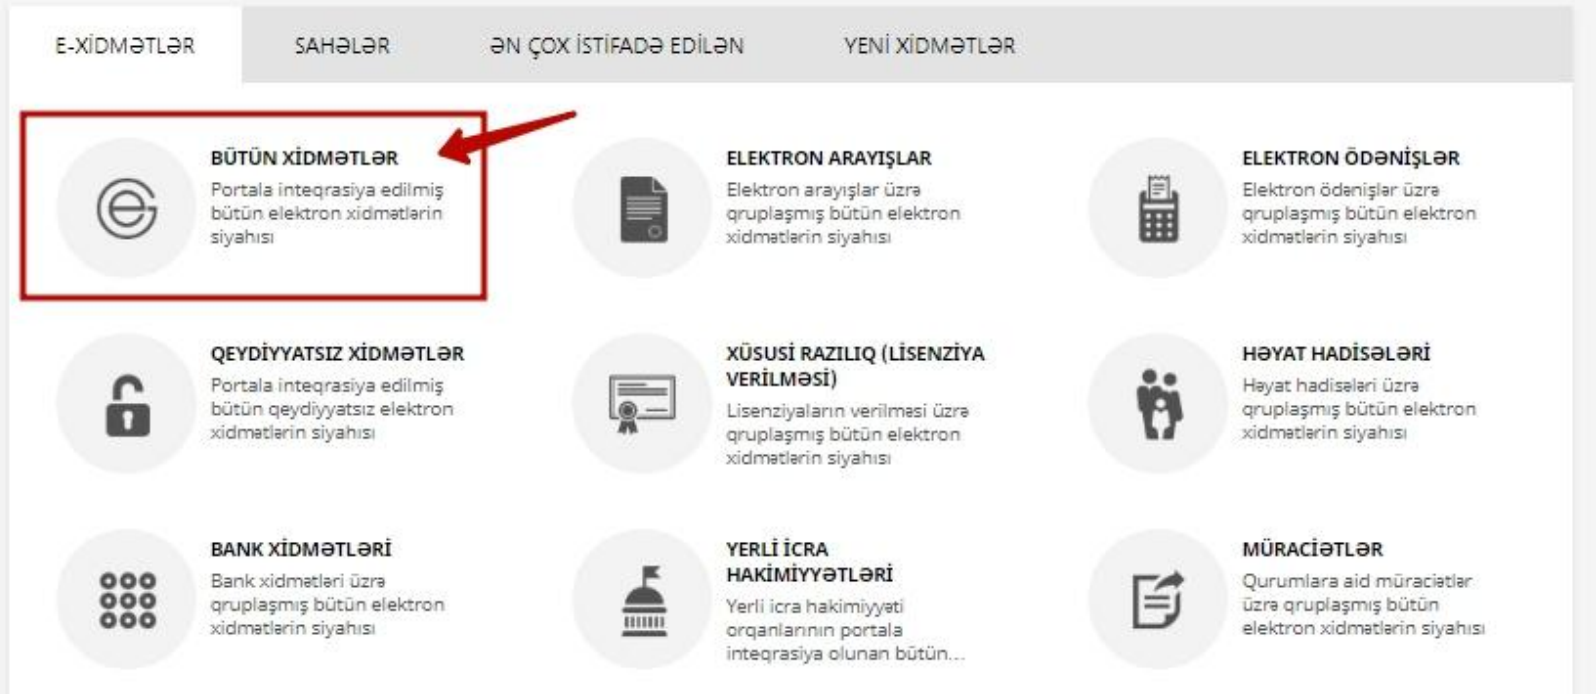 E-XİDMƏTLƏR
SAHƏLƏR
ƏN ÇOX İSTİFADƏ EDİLƏN
YENİ XİDMƏTLƏR
BÜTÜN XİDMƏTLƏR
Portala inteqrasiya edilmiş
bütün elektron xidmətlərin
siyahısı
ELEKTRON ARAYIŞLAR
Elektron arayışlar üzrə
qruplaşmış bütün elektron
xidmətlərin siyahısı
ELEKTRON ÖDƏNİŞLƏR
Elektron ödənişlər üzrə
qruplaşmış bütün elektron
xidmətlərin siyahısı
QEYDİYYATSIZ XİDMƏTLƏR
Portala inteqrasiya edilmiş
bütün qeydiyyatsız elektron
xidmətlərin siyahısı
XÜSUSİ RAZILIQ (LİSENZİYA
VERİLMƏSİ)
Lisenziyaların verilməsi üzrə
qruplaşmış bütün elektron
xidmətlərin siyahısı
HƏYAT HADİSƏLƏRİ
Həyat hadisələri üzrə
qruplaşmış bütün elektron
xidmətlərin siyahısı
BANK XİDMƏTLƏRİ
Bank xidmətləri üzrə
qruplaşmış bütün elektron
xidmətlərin siyahısı
YERLİ İCRA
HAKİMİYYƏTLƏRİ
Yerli icra hakimiyyəti
orqanlarının portala
inteqrasiya olunan bütün...
MÜRACİƏTLƏR
Qurumlara aid müraciətlər
üzrə qruplaşmış bütün
elektron xidmətlərin siyahısı